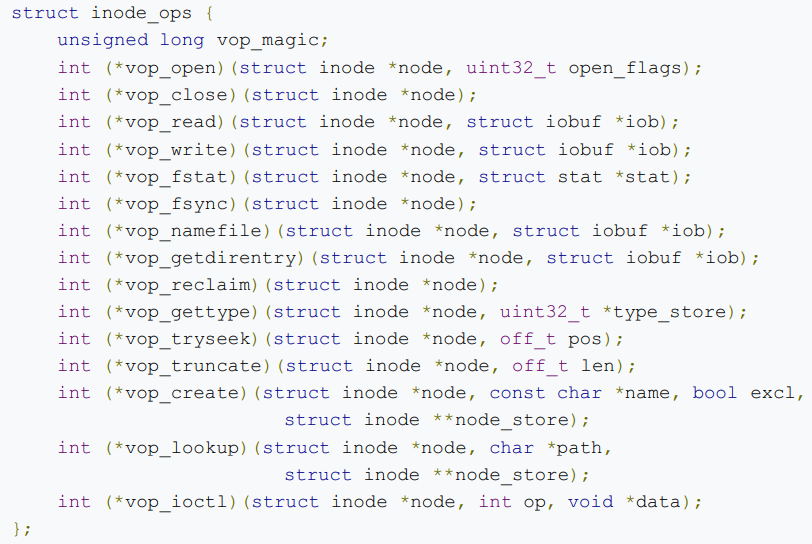 struct inode_ops {
    unsigned long vop_magic;
    int (*vop_open)(struct inode *node, uint32_t open_flags);
    int (*vop_close)(struct inode *node);
    int (*vop_read)(struct inode *node, struct iobuf *iob);
    int (*vop_write)(struct inode *node, struct iobuf *iob);
    int (*vop_fstat)(struct inode *node, struct stat *stat);
    int (*vop_fsync)(struct inode *node);
    int (*vop_namefile)(struct inode *node, struct iobuf *iob);
    int (*vop_getdirentry)(struct inode *node, struct iobuf *iob);
    int (*vop_reclaim)(struct inode *node);
    int (*vop_gettype)(struct inode *node, uint32_t *type_store);
    int (*vop_tryseek)(struct inode *node, off_t pos);
    int (*vop_truncate)(struct inode *node, off_t len);
    int (*vop_create)(struct inode *node, const char *name, bool excl,
                        struct inode **node_store);
    int (*vop_lookup)(struct inode *node, char *path,
                        struct inode **node_store);
    int (*vop_ioctl)(struct inode *node, int op, void *data);
};